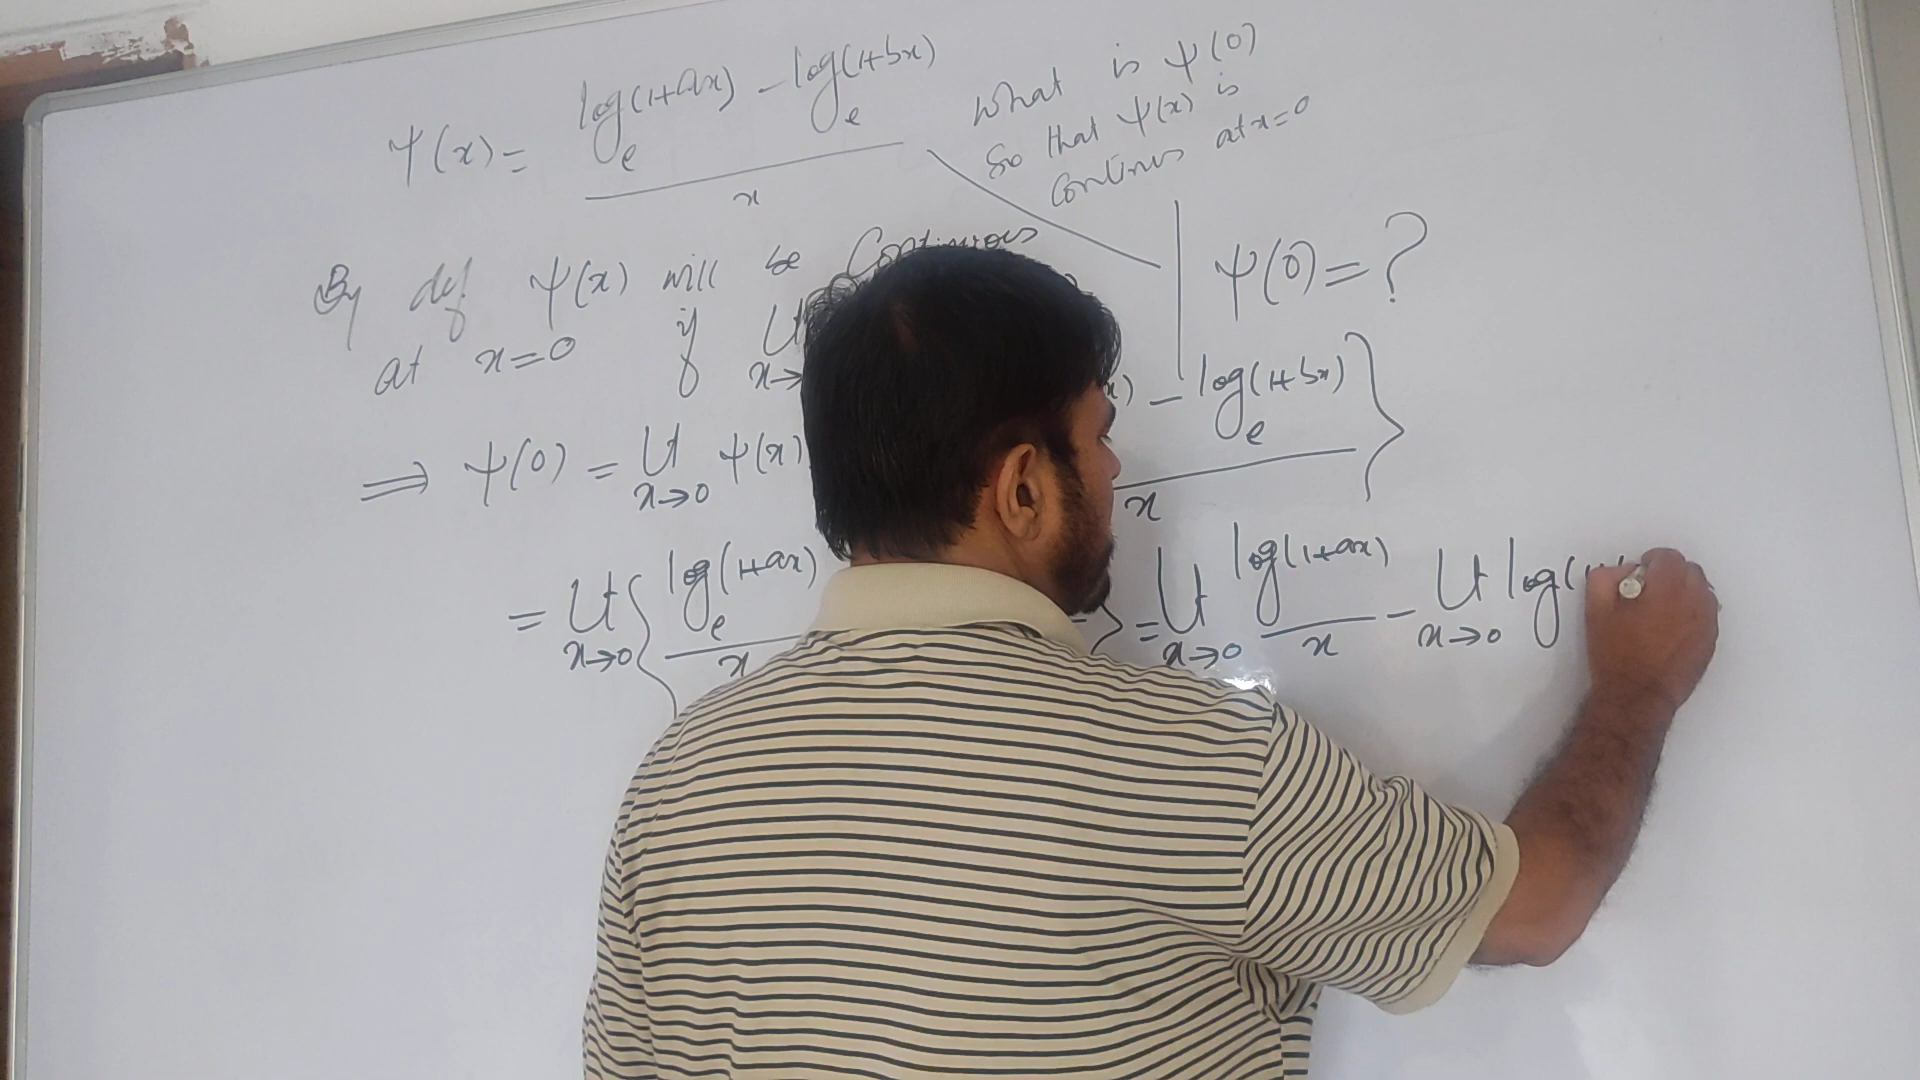 ψ(x) = log_e(1+ax) - log_e(1+bx)
x
What is ψ(0)
So that ψ(x) is
Continus at x=0
ψ(0)=?
By def ψ(x) will be Continuous
at x=0 if Lt
x→
⟹ ψ(0) = Lt ψ(x) x) - log_e(1+bx) }
x→0 x
= Lt { log_e(1+ax) } = Lt log(1+ax) - Lt log(
x→0 x x→0 x x→0